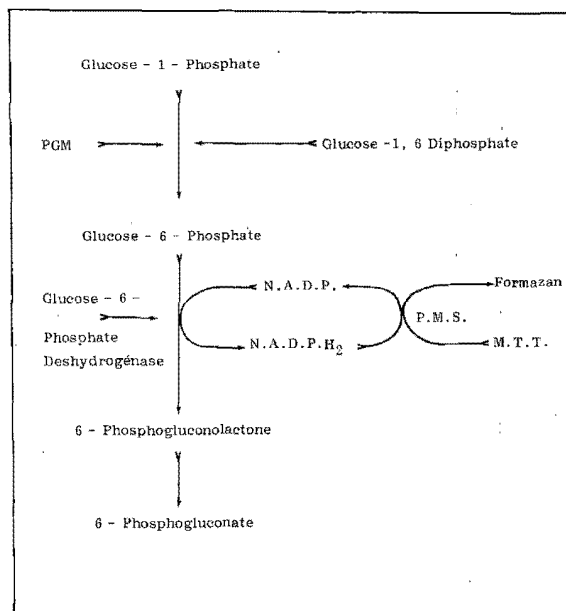 Glucose - 1 - Phosphate
PGM
Glucose -1, 6 Diphosphate
Glucose - 6 - Phosphate
N.A.D.P.
Formazan
Glucose - 6 -
P.M.S.
Phosphate
N.A.D.P.H2
M.T.T.
Deshydrogénase
6 - Phosphogluconolactone
6 - Phosphogluconate